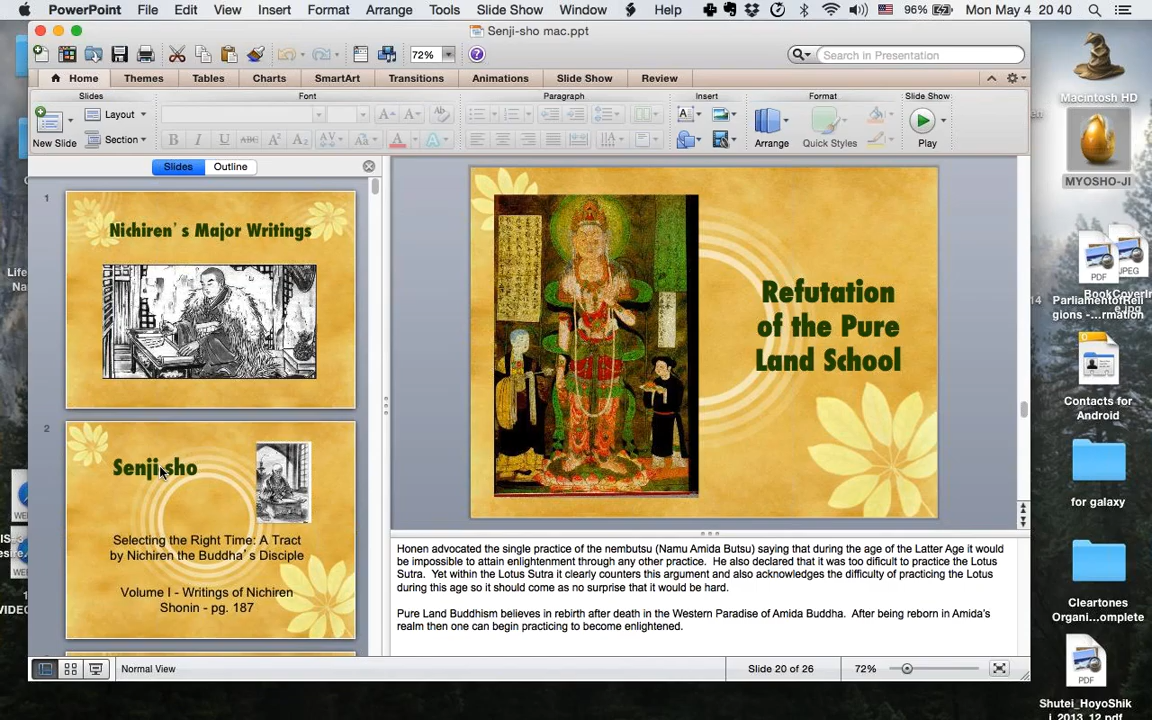 PowerPoint File Edit View Insert Format Arrange Tools Slide Show Window Help 96% Mon May 4 20 40
Senji-sho mac.ppt
72%
Search in Presentation
Home Themes Tables Charts SmartArt Transitions Animations Slide Show Review
Slides Font Paragraph Insert Format Slide Show
Layout
New Slide
Section
Arrange
Quick Styles
Play
Slides Outline
1
Nichiren's Major Writings
2
Senji-sho
Selecting the Right Time: A Tract
by Nichiren the Buddha's Disciple
Volume I - Writings of Nichiren
Shonin - pg. 187
Refutation
of the Pure
Land School
Honen advocated the single practice of the nembutsu (Namu Amida Butsu) saying that during the age of the Latter Age it would
be impossible to attain enlightenment through any other practice. He also declared that it was too dificult to practice the Lotus
Sutra. Yet within the Lotus Sutra it clearly counters this argument and also acknowledges the difficulty of practicing the Lotus
during this age so it should come as no surprise that it would be hard.
Pure Land Buddhism believes in rebirth after death in the Western Paradise of Amida Buddha. After being reborn in Amida's
realm then one can begin practicing to become enlightened.
Normal View
Slide 20 of 26
72%
Macintosh HD
MYOSHO-JI
PDF
JPEG
ParliamentofReli
gions -...rmation
Contacts for
Android
for galaxy
Cleartones
Organi...omplete
PDF
Shutei_HoyoShik
i_2013_12.pdf